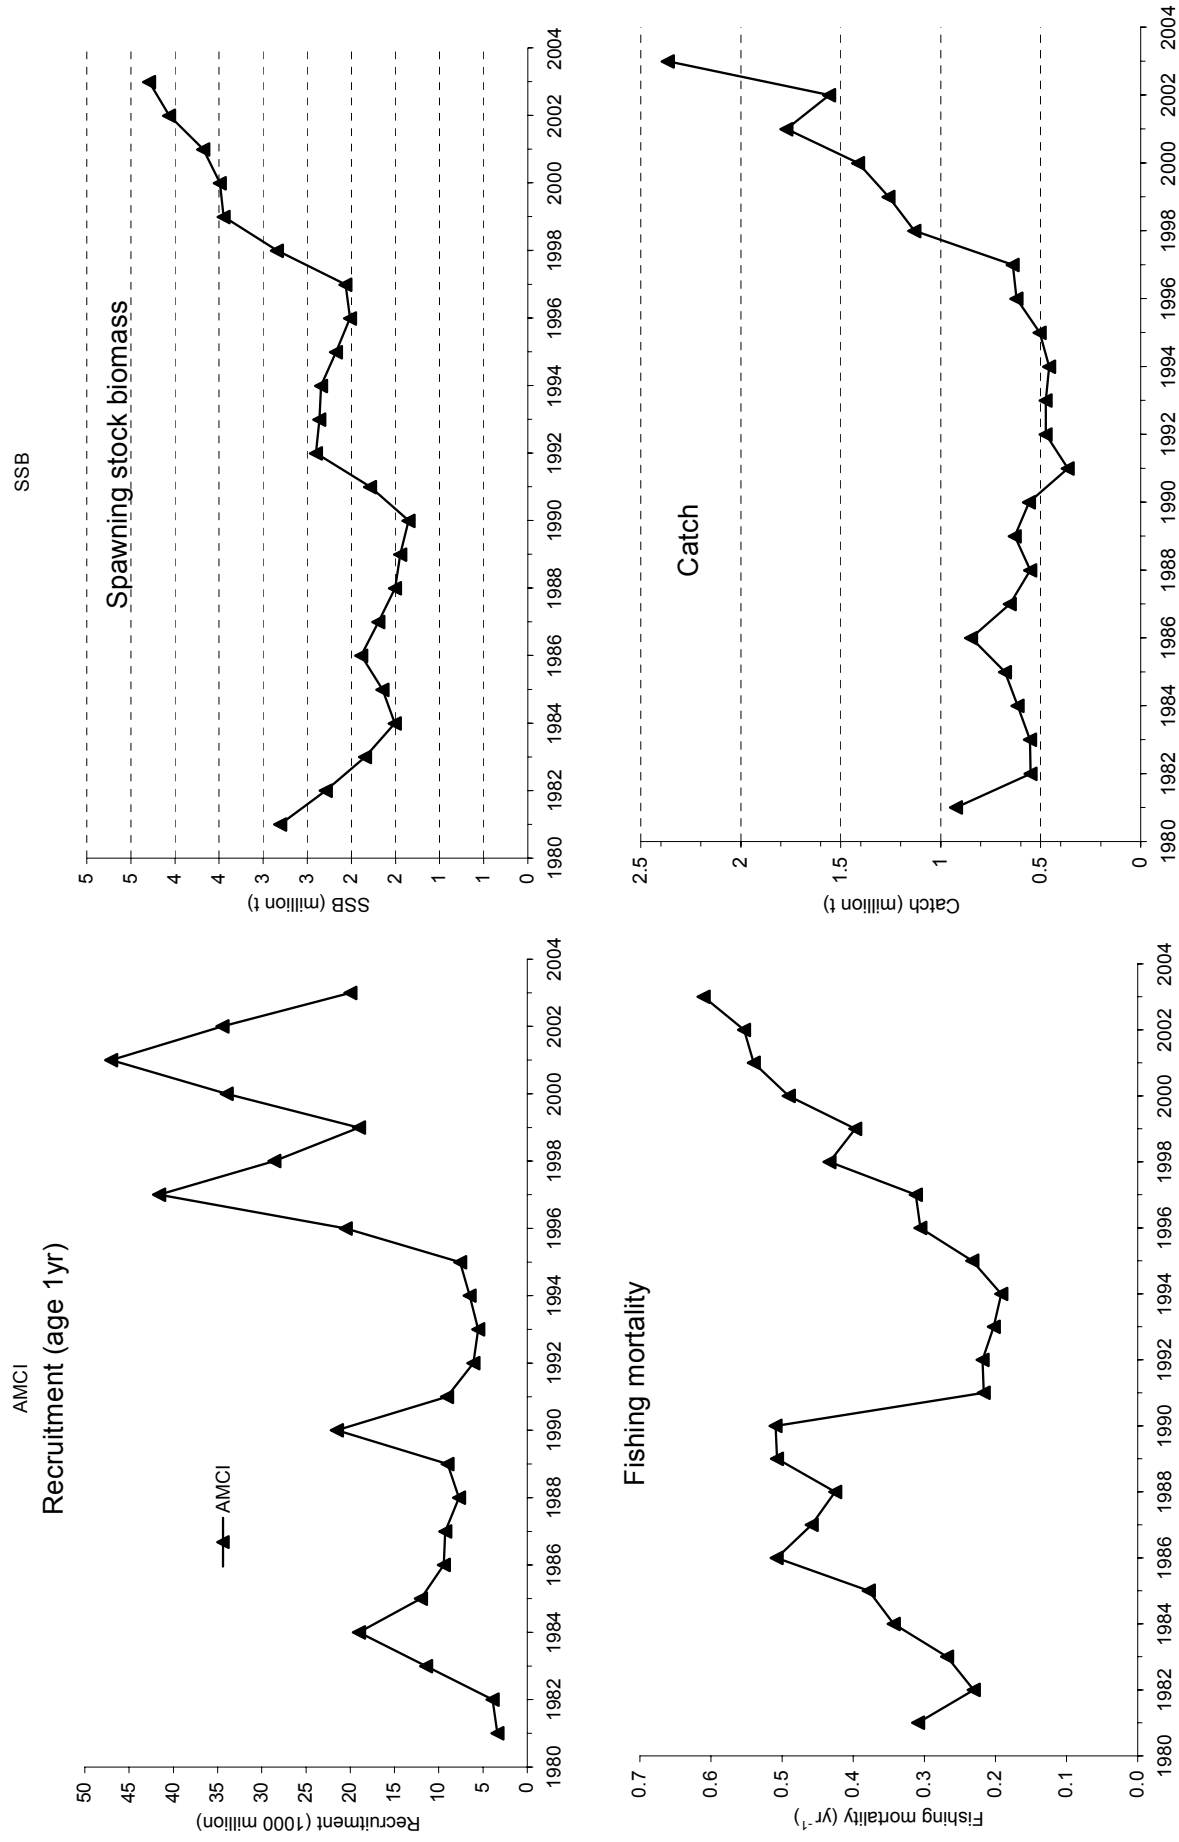 AMCI
Recruitment (age 1yr)
AMCI
Recruitment (1000 million)
50
45
40
35
30
25
20
15
10
5
0
1980 1982 1984 1986 1988 1990 1992 1994 1996 1998 2000 2002 2004
SSB
Spawning stock biomass
SSB (million t)
5
5
4
4
3
3
2
2
1
1
0
1980 1982 1984 1986 1988 1990 1992 1994 1996 1998 2000 2002 2004
Fishing mortality
Fishing mortality (yr⁻¹)
0.7
0.6
0.5
0.4
0.3
0.2
0.1
0.0
1980 1982 1984 1986 1988 1990 1992 1994 1996 1998 2000 2002 2004
Catch
Catch (million t)
2.5
2
1.5
1
0.5
0
1980 1982 1984 1986 1988 1990 1992 1994 1996 1998 2000 2002 2004